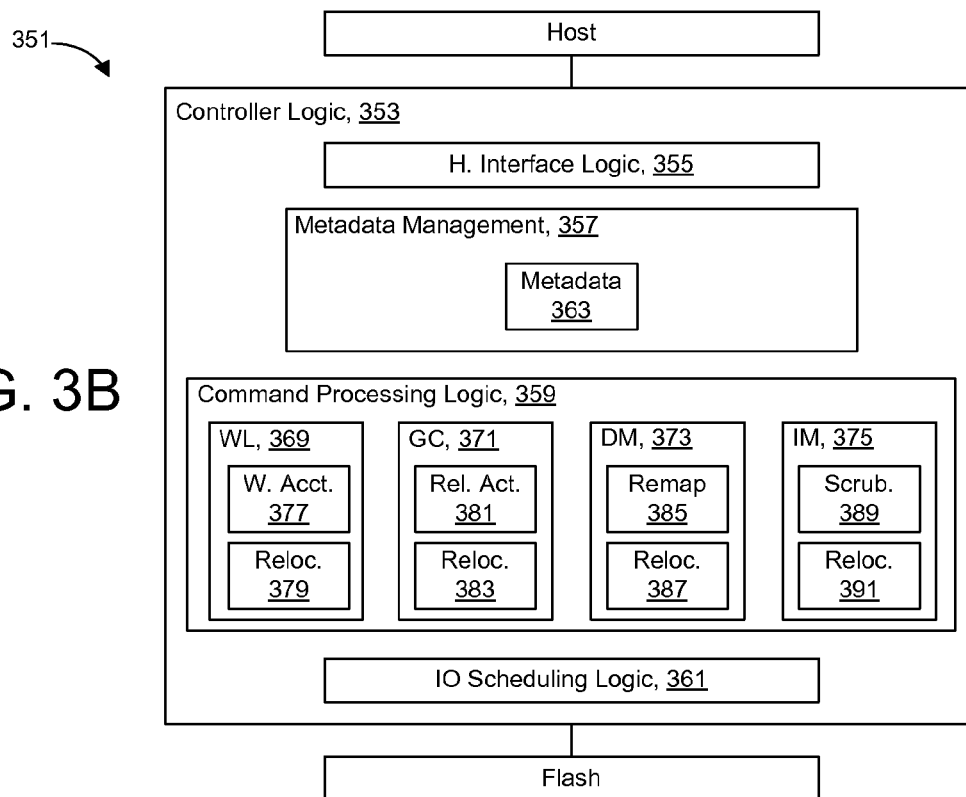 Host
351
Controller Logic, 353
H. Interface Logic, 355
Metadata Management, 357
Metadata
363
G. 3B
Command Processing Logic, 359
WL, 369
GC, 371
DM, 373
IM, 375
W. Acct.
377
Rel. Act.
381
Remap
385
Scrub.
389
Reloc.
379
Reloc.
383
Reloc.
387
Reloc.
391
IO Scheduling Logic, 361
Flash